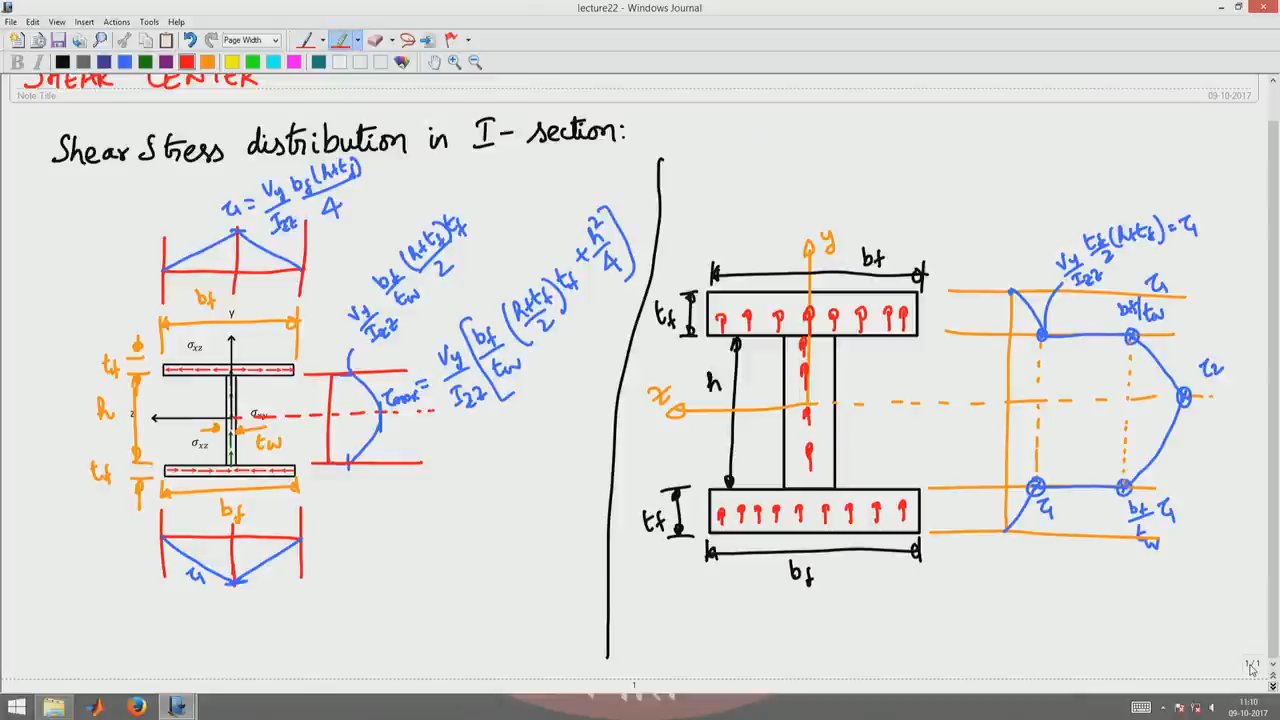 lecture22 - Windows Journal
File Edit View Insert Actions Tools Help
Page Width
SHEAR CENTER
Note Title
09-10-2017
Shear Stress distribution in I-section:
τ₁ = Vy/Izz bf(h+tf)/4
bf
y
σxz
tf
h
z
σxy
σxz
tw
tf
bf
τ₁
Vy/Izz bf/tw (h+tf)/2 tf
τmax = Vy/Izz [bf/tw ((h+tf)/2) tf + h²/4]
y
bf
tf
h
z
tf
bf
Vy/Izz tf/2 (h+tf) = τ₁
τ₁
bf/tw
τ₂
τ₁
bf/tw τ₁
1/1
1
11:10
09-10-2017